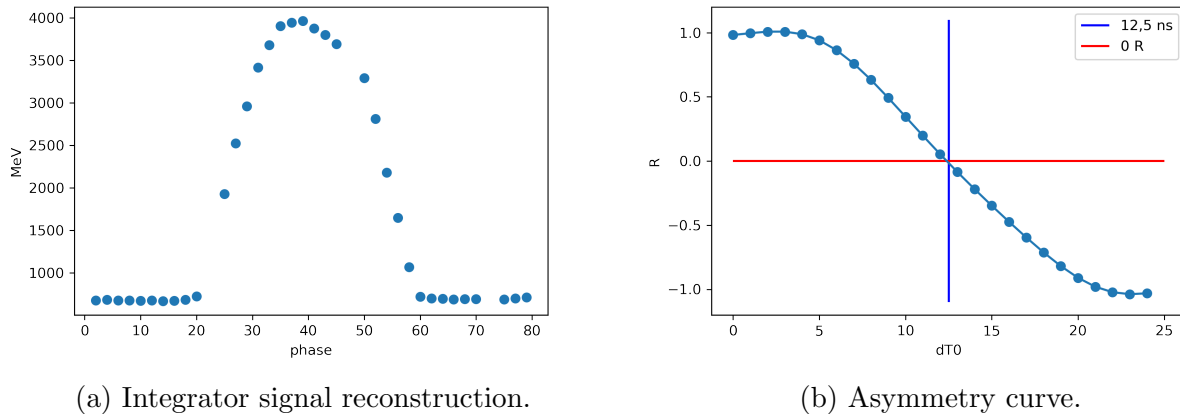 4000
3500
3000
2500
2000
1500
1000
MeV
0 10 20 30 40 50 60 70 80
phase
12,5 ns
0 R
1.0
0.5
0.0
−0.5
−1.0
R
0 5 10 15 20 25
dT0
(a) Integrator signal reconstruction.
(b) Asymmetry curve.